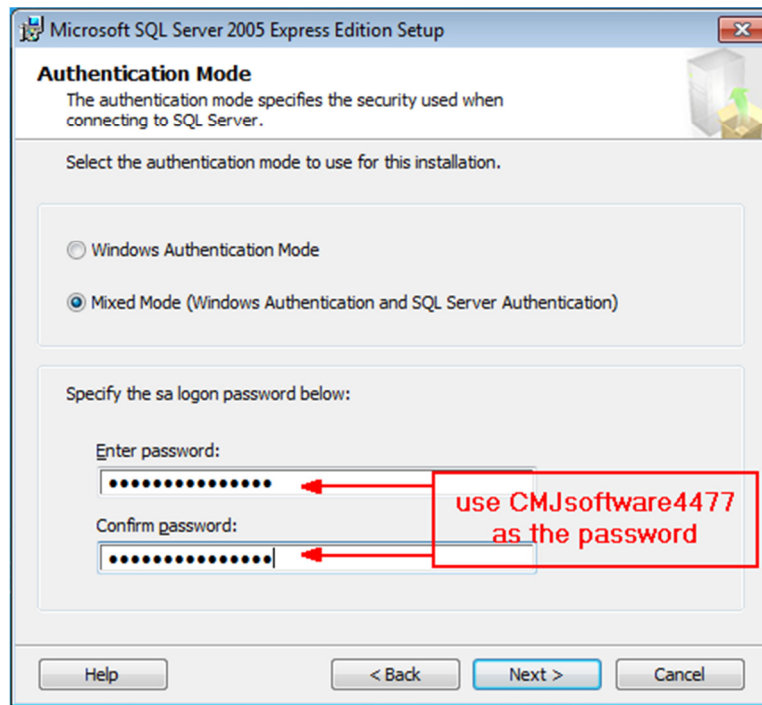 Microsoft SQL Server 2005 Express Edition Setup
Authentication Mode
The authentication mode specifies the security used when
connecting to SQL Server.
Select the authentication mode to use for this installation.
Windows Authentication Mode
Mixed Mode (Windows Authentication and SQL Server Authentication)
Specify the sa logon password below:
Enter password:
•••••••••••••••
use CMJsoftware4477
as the password
Confirm password:
•••••••••••••••
Help
< Back
Next >
Cancel